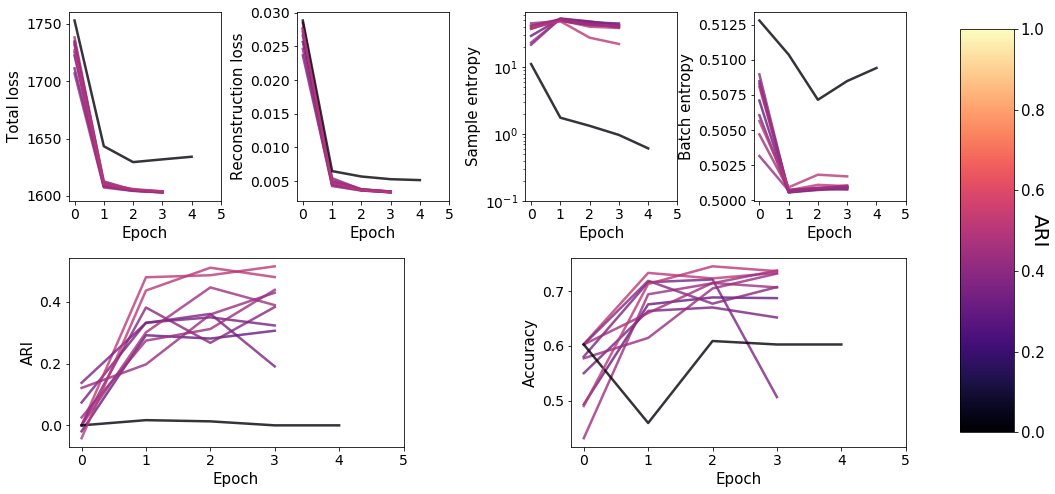 1750
1700
1650
1600
Total loss
0 1 2 3 4 5
Epoch
0.030
0.025
0.020
0.015
0.010
0.005
Reconstruction loss
0 1 2 3 4 5
Epoch
10^1
10^0
10^-1
Sample entropy
0 1 2 3 4 5
Epoch
0.5125
0.5100
0.5075
0.5050
0.5025
0.5000
Batch entropy
0 1 2 3 4 5
Epoch
0.4
0.2
0.0
ARI
0 1 2 3 4 5
Epoch
0.7
0.6
0.5
Accuracy
0 1 2 3 4 5
Epoch
1.0
0.8
0.6
0.4
0.2
0.0
ARI